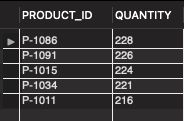 PRODUCT_ID QUANTITY
P-1086 228
P-1091 226
P-1015 224
P-1034 221
P-1011 216